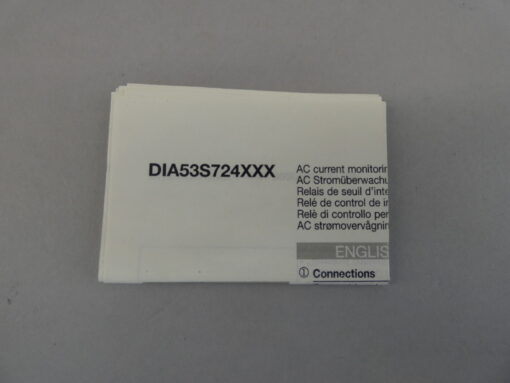 DIA53S724XXX
AC current monitorin
AC Stromüberwachu
Relais de seuil d'inte
Relé de control de in
Relè di controllo per
AC strømovervågnin
ENGLIS
① Connections